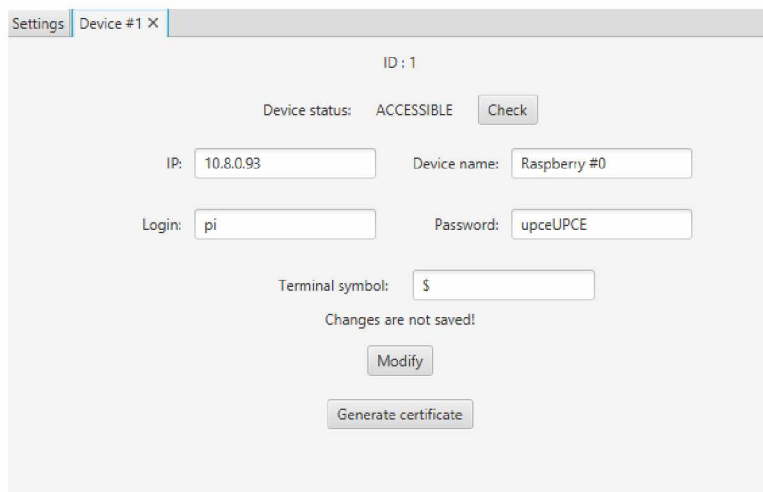 Settings Device #1 ×
ID : 1
Device status: ACCESSIBLE Check
IP: 10.8.0.93 Device name: Raspberry #0
Login: pi Password: upceUPCE
Terminal symbol: $
Changes are not saved!
Modify
Generate certificate